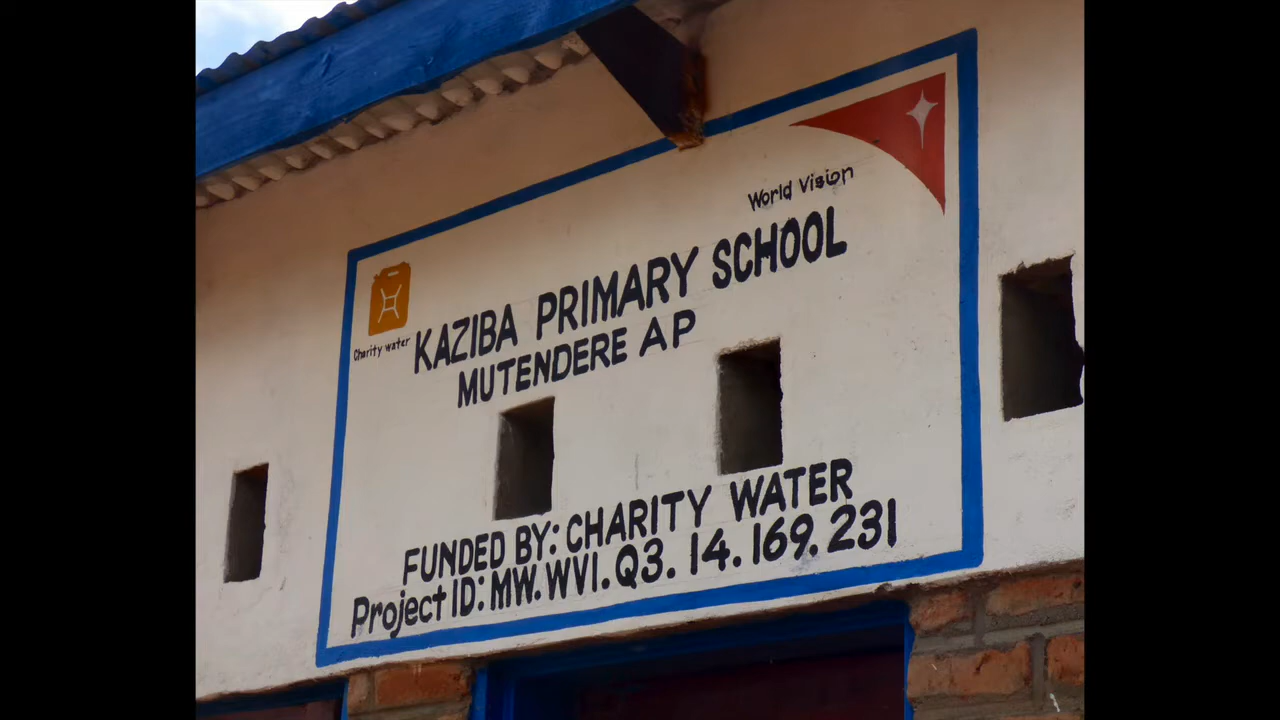 World Vision
Charity water
KAZIBA PRIMARY SCHOOL
MUTENDERE AP
FUNDED BY: CHARITY WATER
Project ID: MW.WVI.Q3.14.169.231